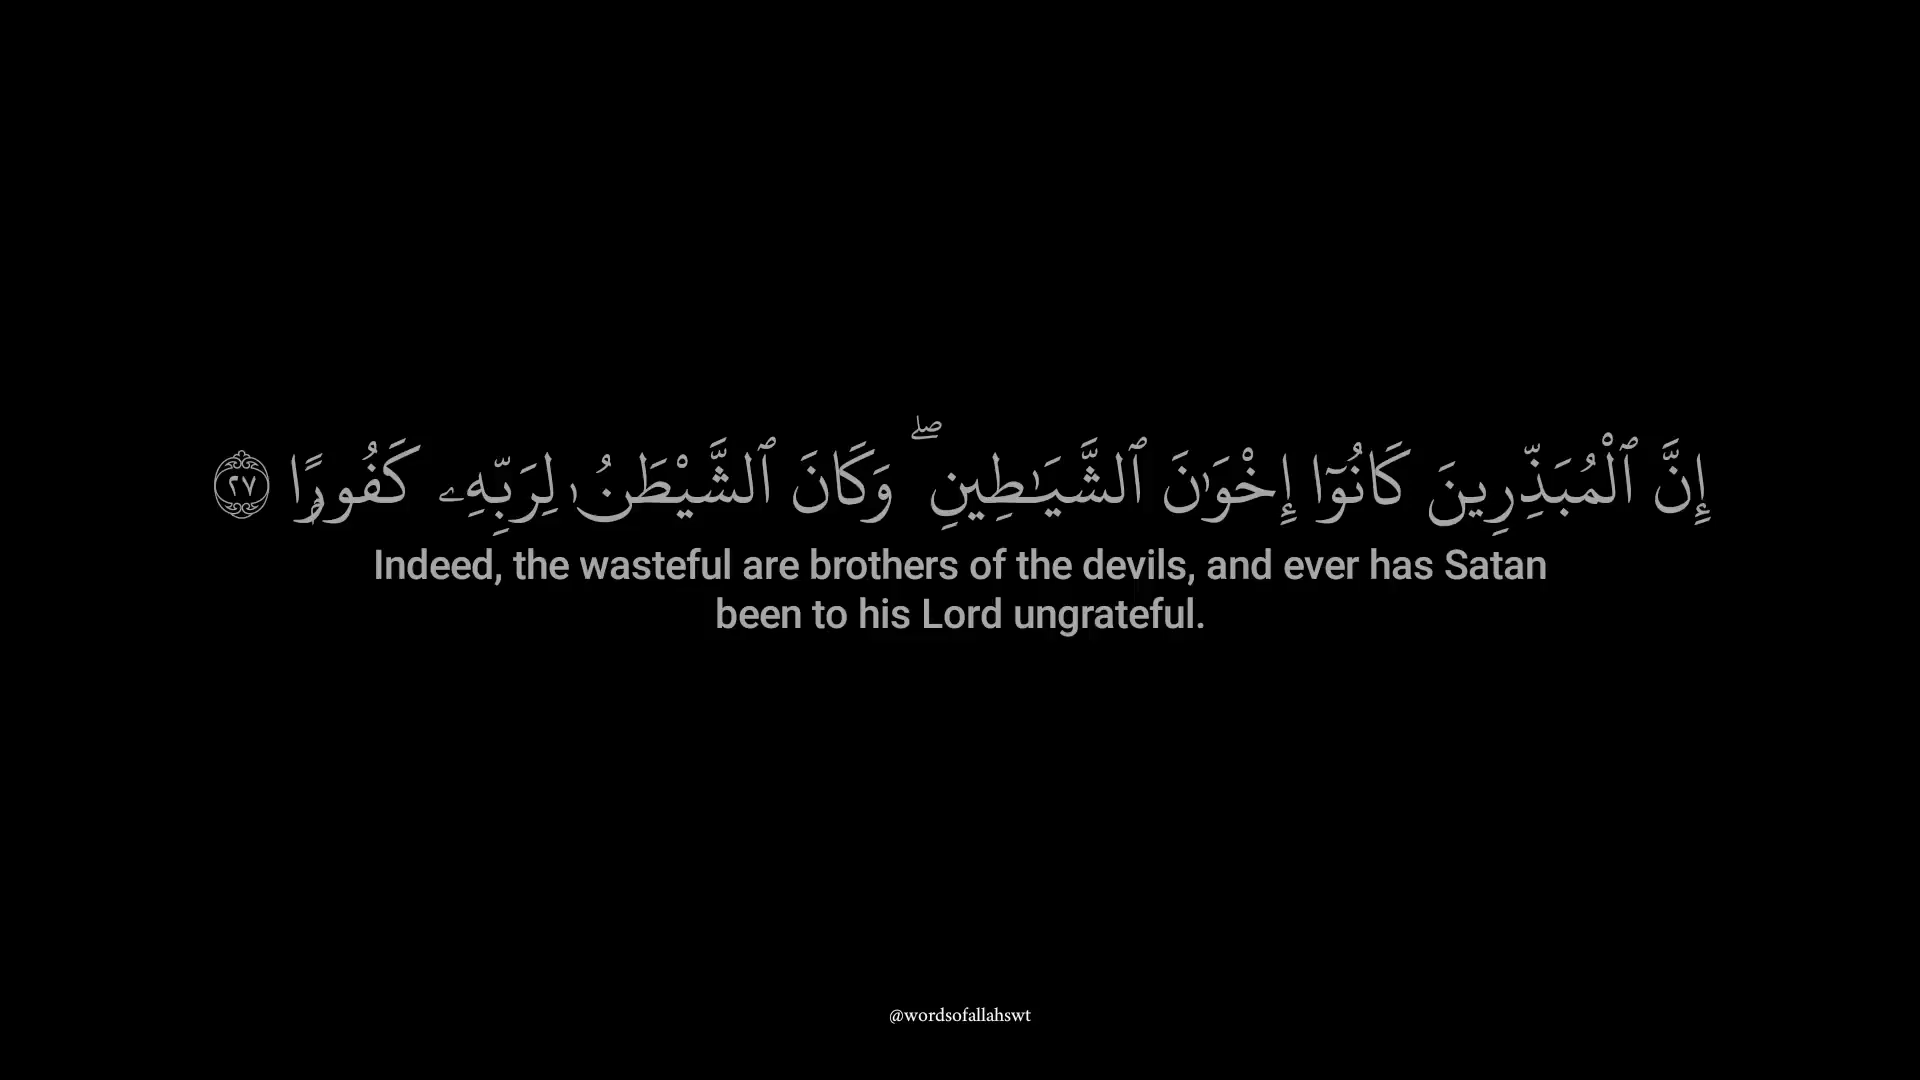 إِنَّ ٱلْمُبَذِّرِينَ كَانُوٓا۟ إِخْوَٰنَ ٱلشَّيَـٰطِينِ ۖ وَكَانَ ٱلشَّيْطَـٰنُ لِرَبِّهِۦ كَفُورًۭا ٢٧
Indeed, the wasteful are brothers of the devils, and ever has Satan
been to his Lord ungrateful.
@wordsofallahswt